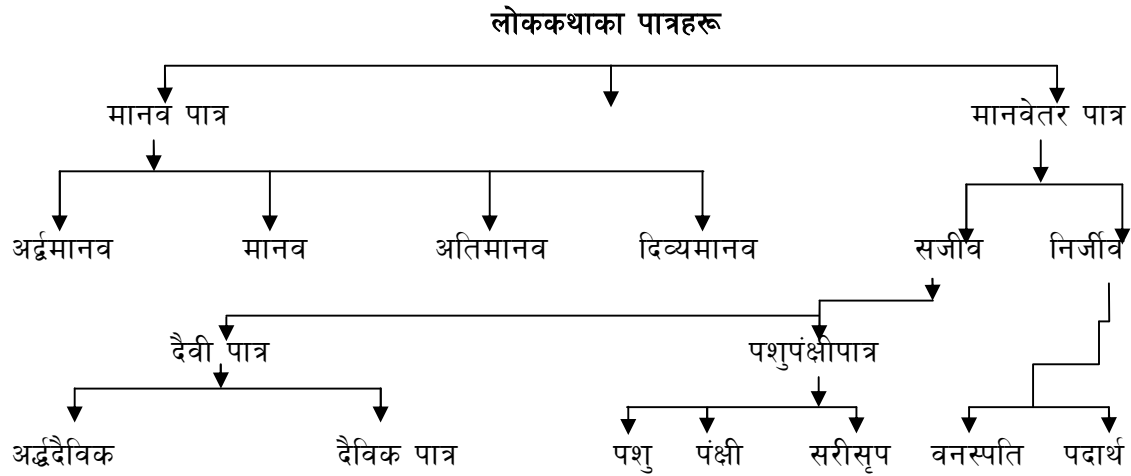 लोककथाका पात्रहरू
मानव पात्र मानवेतर पात्र
अर्द्धमानव मानव अतिमानव दिव्यमानव सजीव निर्जीव
दैवी पात्र पशुपंक्षीपात्र
अर्द्धदैविक दैविक पात्र पशु पंक्षी सरीसृप वनस्पति पदार्थ